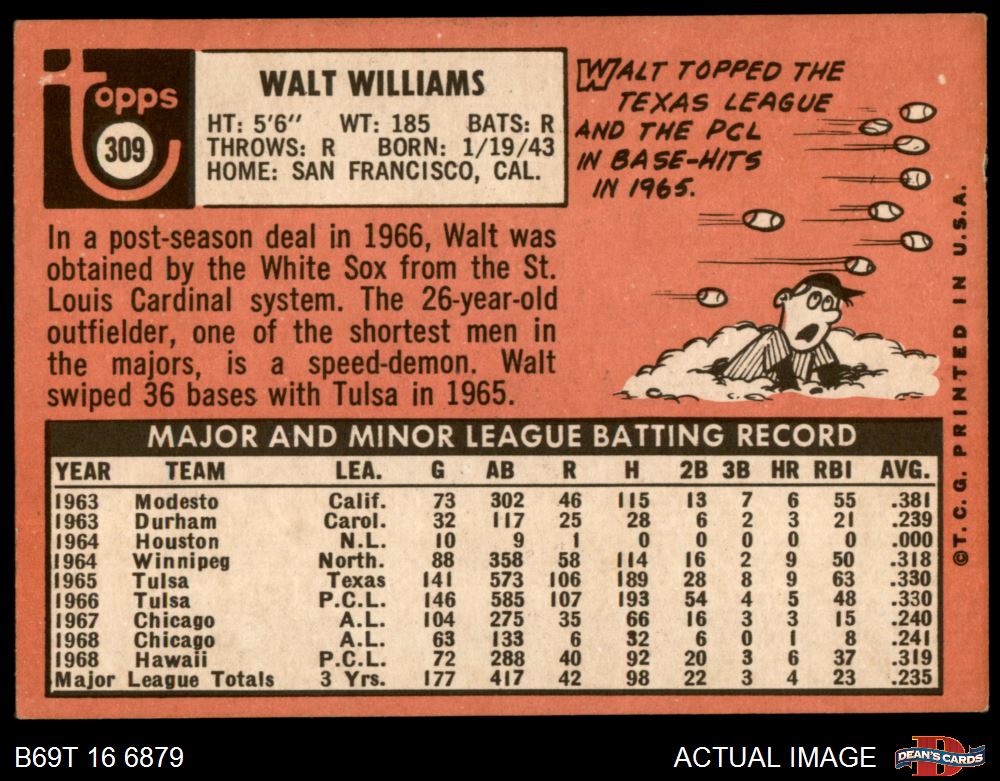 Topps
309
WALT WILLIAMS
HT: 5'6" WT: 185 BATS: R
THROWS: R BORN: 1/19/43
HOME: SAN FRANCISCO, CAL.
WALT TOPPED THE
TEXAS LEAGUE
AND THE PCL
IN BASE-HITS
IN 1965.
In a post-season deal in 1966, Walt was
obtained by the White Sox from the St.
Louis Cardinal system. The 26-year-old
outfielder, one of the shortest men in
the majors, is a speed-demon. Walt
swiped 36 bases with Tulsa in 1965.
MAJOR AND MINOR LEAGUE BATTING RECORD
YEAR TEAM LEA. G AB R H 2B 3B HR RBI AVG.
1963 Modesto Calif. 73 302 46 115 13 7 6 55 .381
1963 Durham Carol. 32 117 25 28 6 2 3 21 .239
1964 Houston N.L. 10 9 1 0 0 0 0 0 .000
1964 Winnipeg North. 88 358 58 114 16 2 9 50 .318
1965 Tulsa Texas 141 573 106 189 28 8 9 63 .330
1966 Tulsa P.C.L. 146 585 107 193 54 4 5 48 .330
1967 Chicago A.L. 104 275 35 66 16 3 3 15 .240
1968 Chicago A.L. 63 133 6 32 6 0 1 8 .241
1968 Hawaii P.C.L. 72 288 40 92 20 3 6 37 .319
Major League Totals 3 Yrs. 177 417 42 98 22 3 4 23 .235
©T.C.G. PRINTED IN U.S.A.
B69T 16 6879
ACTUAL IMAGE
DEAN'S CARDS